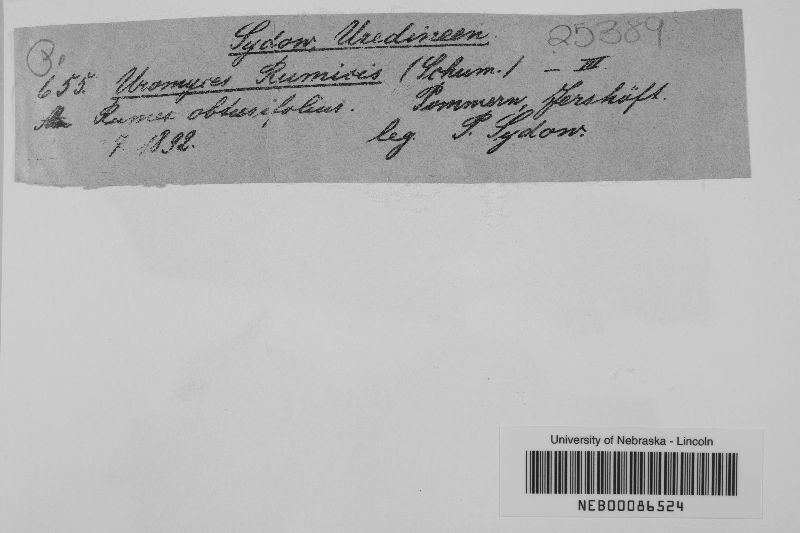 Sydow, Uredineen. 25389
655. Uromyces Rumicis (Schum.) – III.
Rumex obtusifolius. Pommern, Jershöft.
7. 1892. leg. P. Sydow.
University of Nebraska - Lincoln
NEB00086524